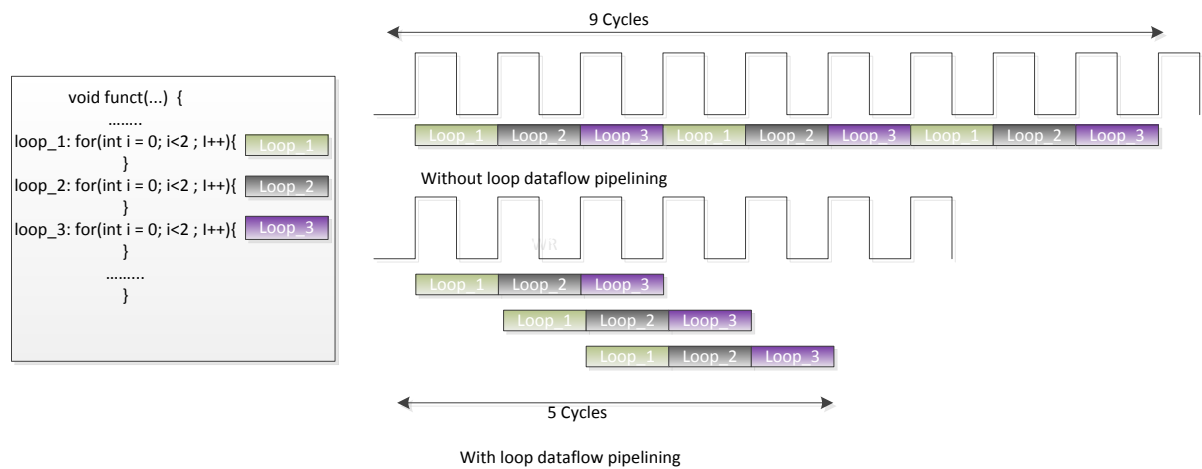 9 Cycles
void funct(...) {
........
loop_1: for(int i = 0; i<2 ; I++){ Loop_1
}
loop_2: for(int i = 0; i<2 ; I++){ Loop_2
}
loop_3: for(int i = 0; i<2 ; I++){ Loop_3
}
.........
}
Loop_1 Loop_2 Loop_3 Loop_1 Loop_2 Loop_3 Loop_1 Loop_2 Loop_3
Without loop dataflow pipelining
WR
Loop_1 Loop_2 Loop_3
Loop_1 Loop_2 Loop_3
Loop_1 Loop_2 Loop_3
5 Cycles
With loop dataflow pipelining